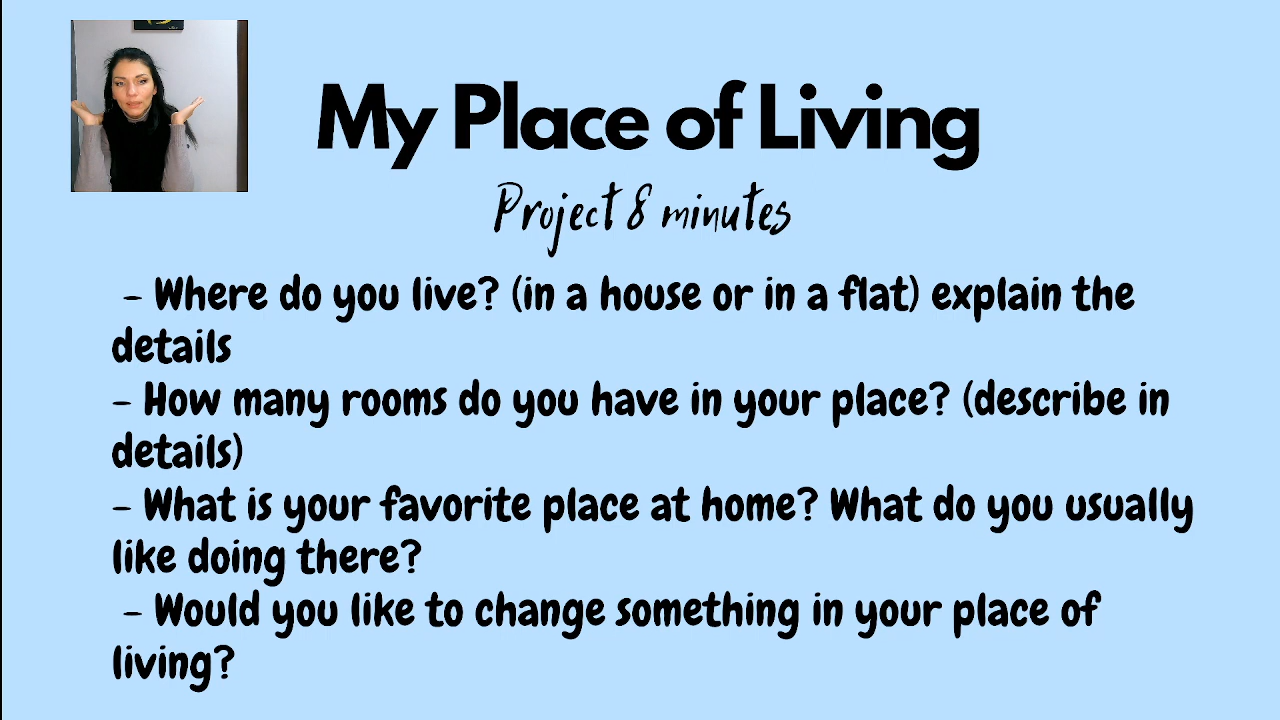 My Place of Living
Project 8 minutes
- Where do you live? (in a house or in a flat) explain the
details
- How many rooms do you have in your place? (describe in
details)
- What is your favorite place at home? What do you usually
like doing there?
- Would you like to change something in your place of
living?